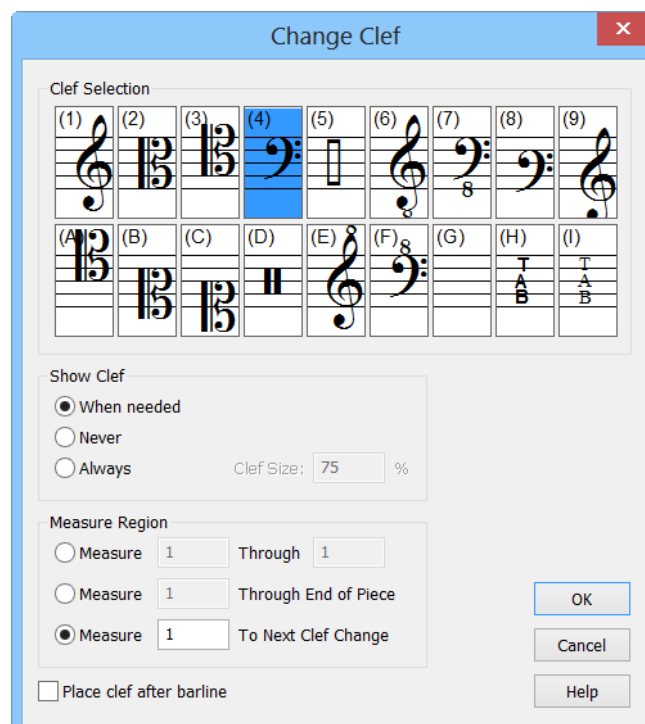 Change Clef
Clef Selection
(1) (2) (3) (4) (5) (6) (7) (8) (9)
8 8
(A) (B) (C) (D) (E) (F) (G) (H) (I)
8 8
T T
A A
B B
Show Clef
When needed
Never
Always Clef Size: 75 %
Measure Region
Measure 1 Through 1
Measure 1 Through End of Piece
Measure 1 To Next Clef Change
OK
Cancel
Place clef after barline
Help